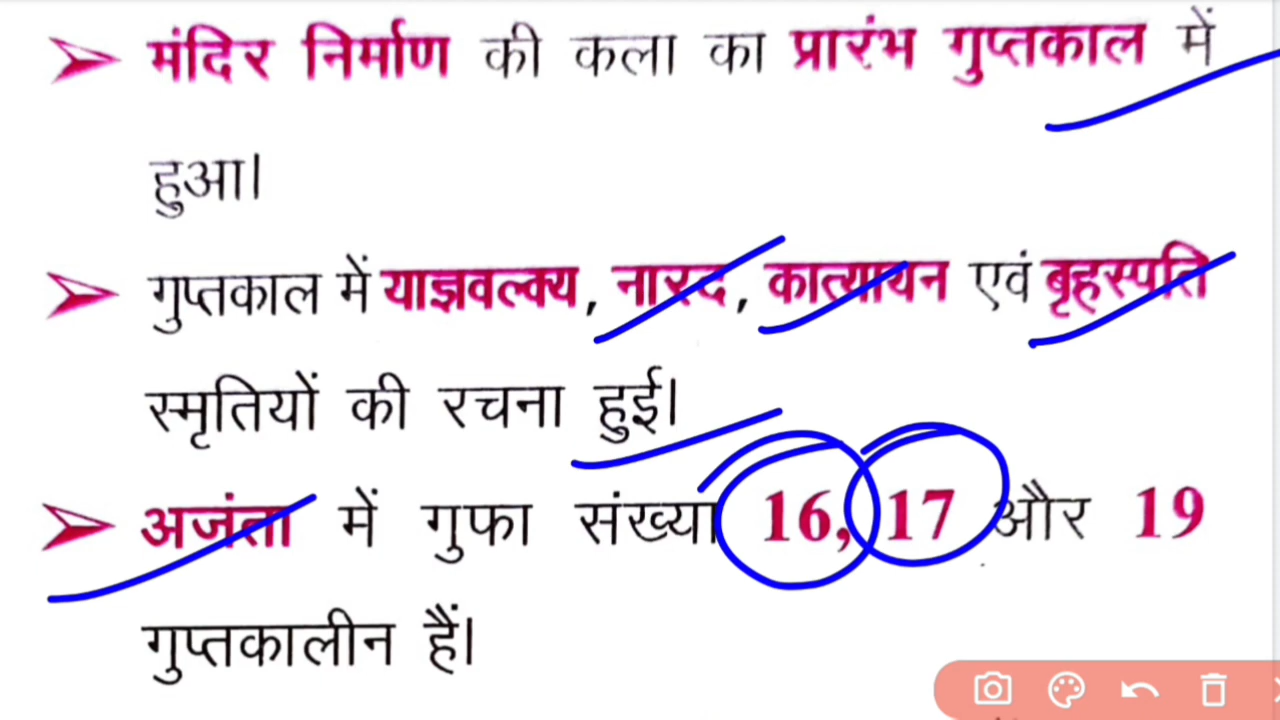 मंदिर निर्माण की कला का प्रारंभ गुप्तकाल में
हुआ।
गुप्तकाल में याज्ञवल्क्य, नारद, कात्यायन एवं बृहस्पति
स्मृतियों की रचना हुई।
अजंता में गुफा संख्या 16, 17 और 19
गुप्तकालीन हैं।